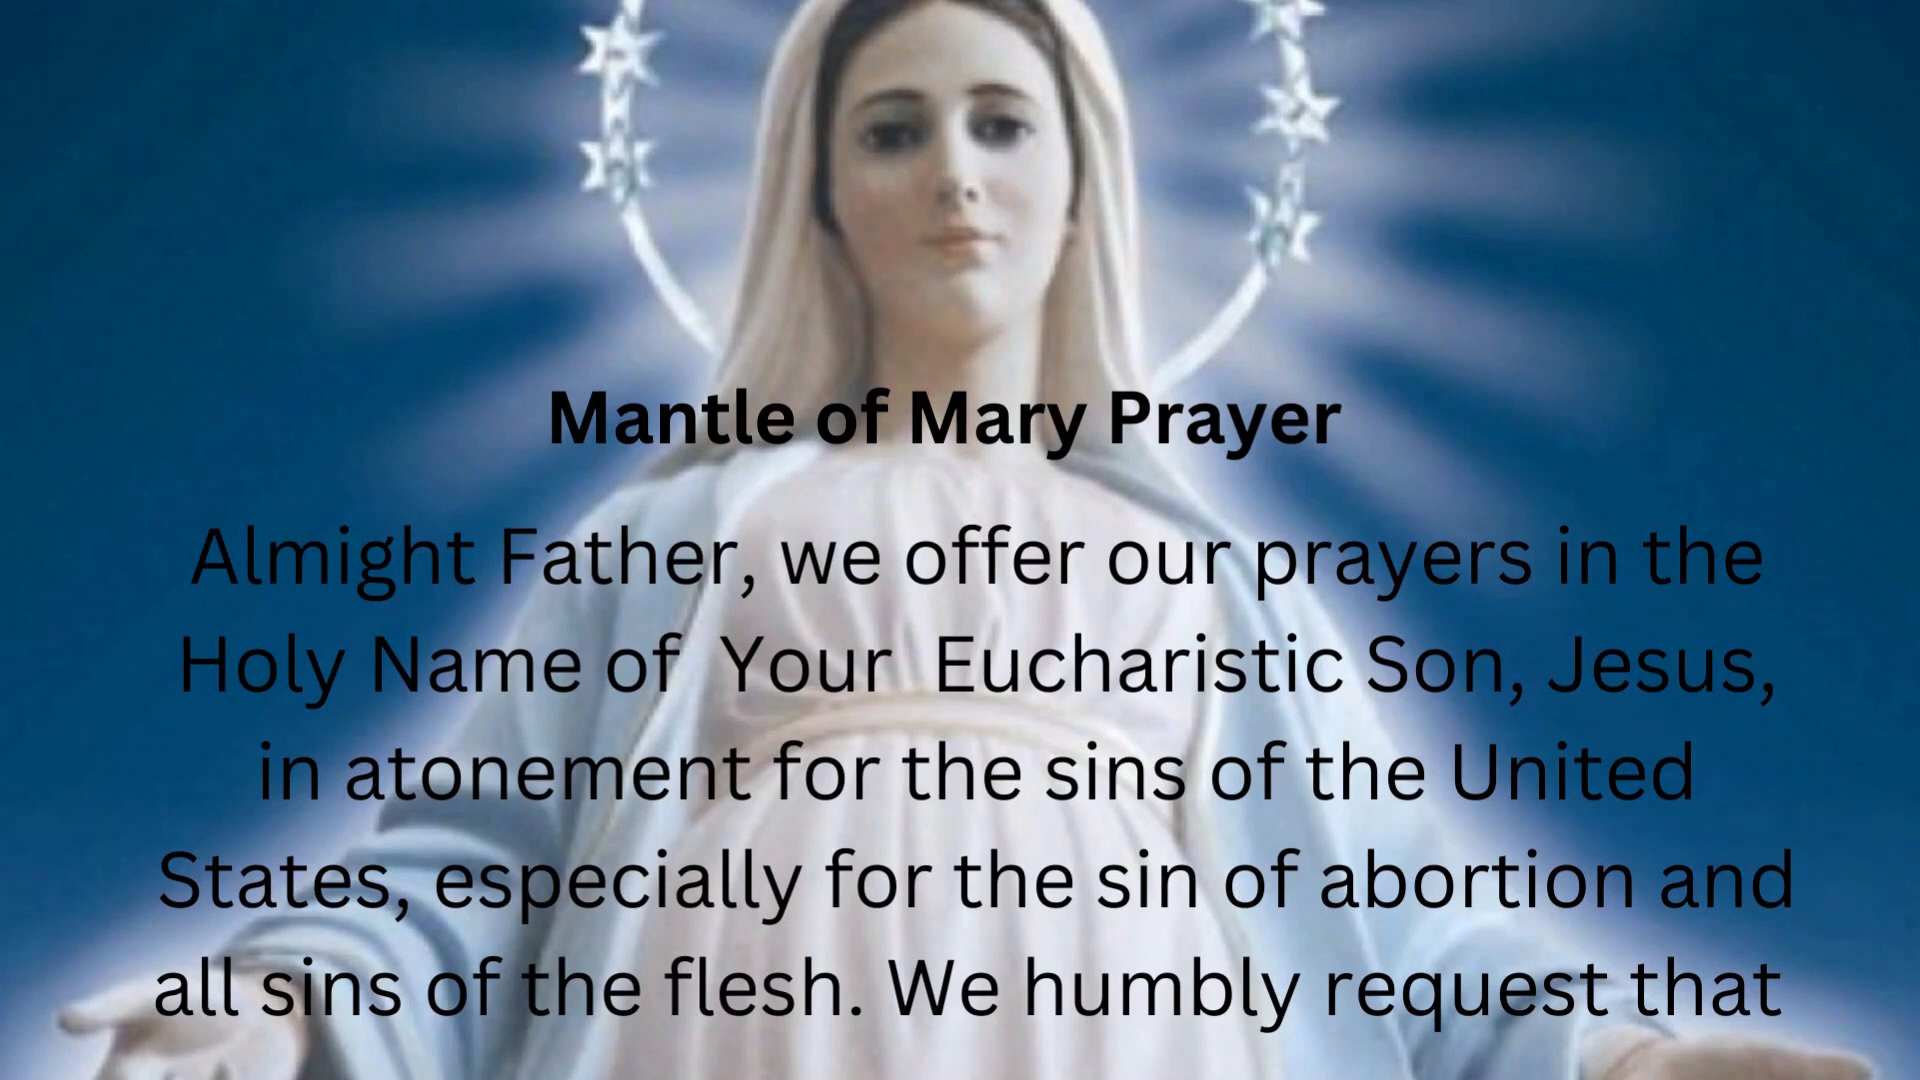 Mantle of Mary Prayer
Almight Father, we offer our prayers in the
Holy Name of Your Eucharistic Son, Jesus,
in atonement for the sins of the United
States, especially for the sin of abortion and
all sins of the flesh. We humbly request that